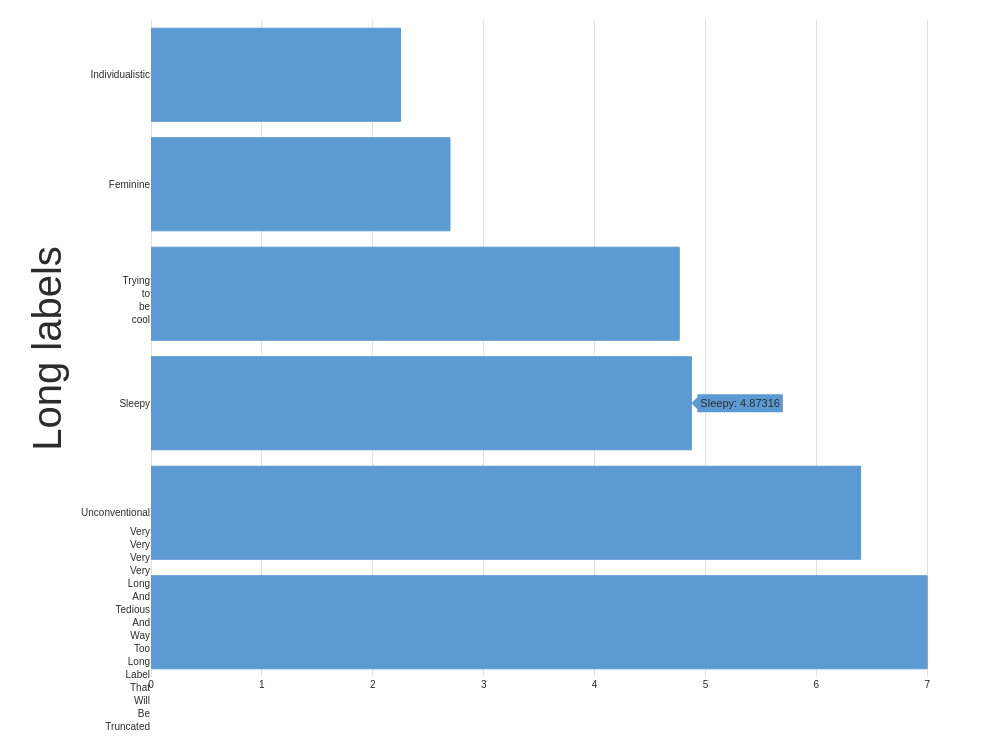 Long labels
Individualistic
Feminine
Trying
to
be
cool
Sleepy
Sleepy: 4.87316
Unconventional
Very
Very
Very
Very
Long
And
Tedious
And
Way
Too
Long
Label
That
Will
Be
Truncated
0 1 2 3 4 5 6 7